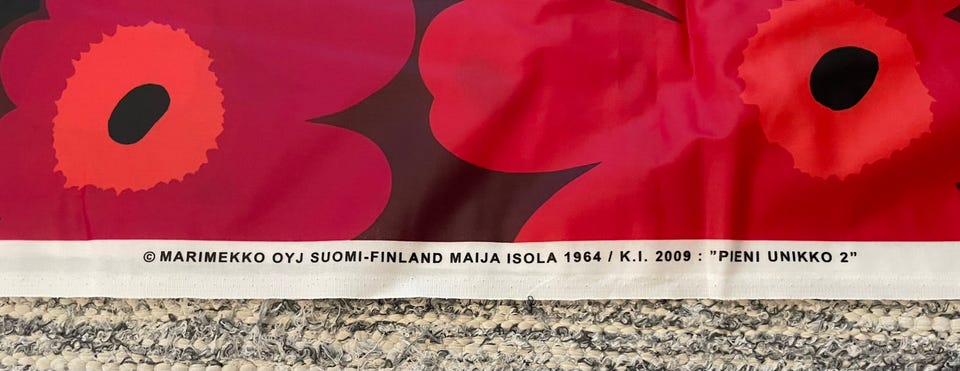 © MARIMEKKO OYJ SUOMI-FINLAND MAIJA ISOLA 1964 / K.I. 2009 : ”PIENI UNIKKO 2”